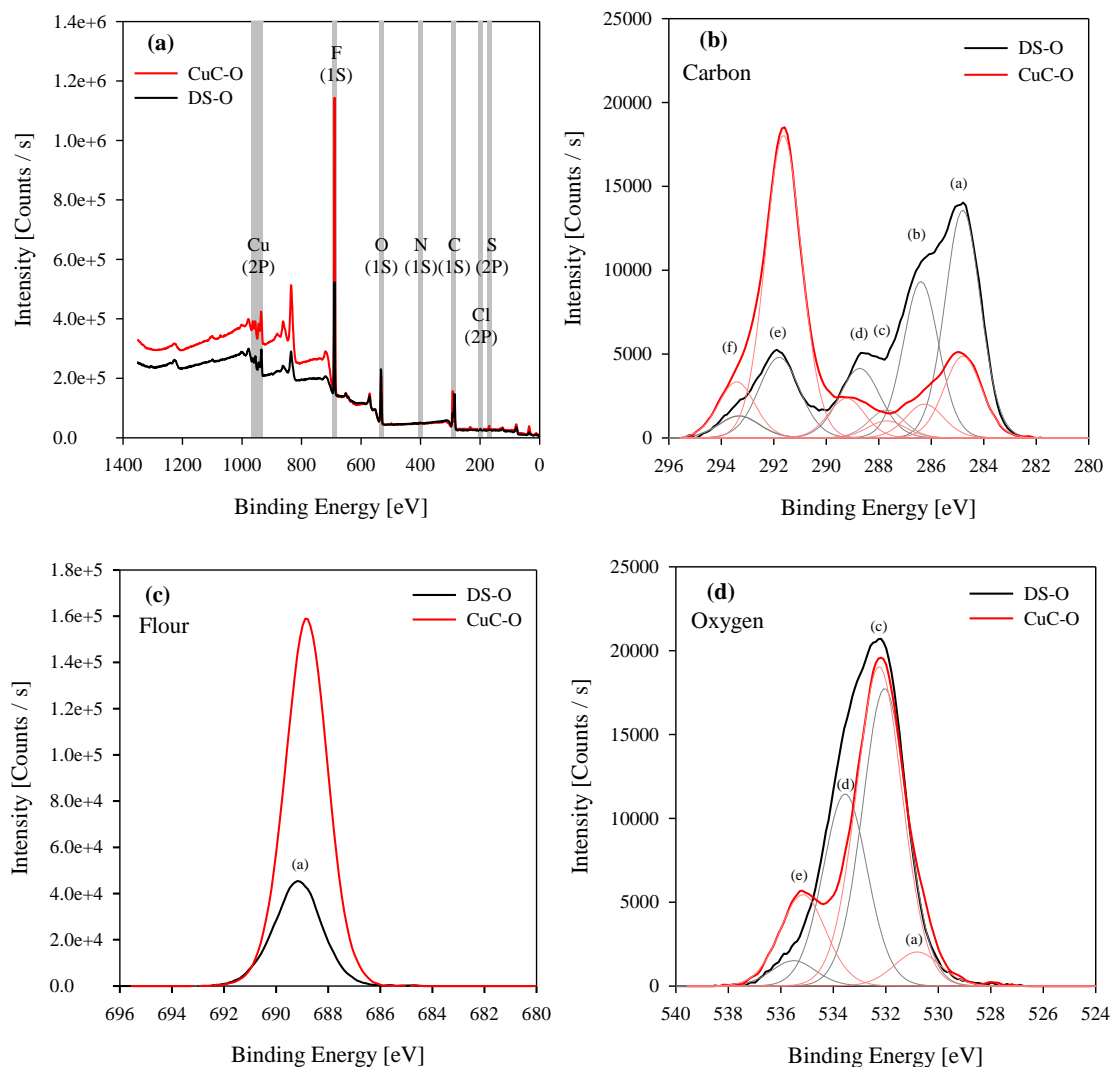 (a)
CuC-O
DS-O
F
(1S)
Cu
(2P)
O
(1S)
N
(1S)
C
(1S)
S
(2P)
Cl
(2P)
1.4e+6
1.2e+6
1.0e+6
8.0e+5
6.0e+5
4.0e+5
2.0e+5
0.0
1400 1200 1000 800 600 400 200 0
Intensity [Counts / s]
Binding Energy [eV]
(b)
Carbon
DS-O
CuC-O
(a)
(b)
(c)
(d)
(e)
(f)
25000
20000
15000
10000
5000
0
296 294 292 290 288 286 284 282 280
Intensity [Counts / s]
Binding Energy [eV]
(c)
Flour
DS-O
CuC-O
(a)
1.8e+5
1.6e+5
1.4e+5
1.2e+5
1.0e+5
8.0e+4
6.0e+4
4.0e+4
2.0e+4
0.0
696 694 692 690 688 686 684 682 680
Intensity [Counts / s]
Binding Energy [eV]
(d)
Oxygen
DS-O
CuC-O
(c)
(d)
(e)
(a)
25000
20000
15000
10000
5000
0
540 538 536 534 532 530 528 526 524
Intensity [Counts / s]
Binding Energy [eV]